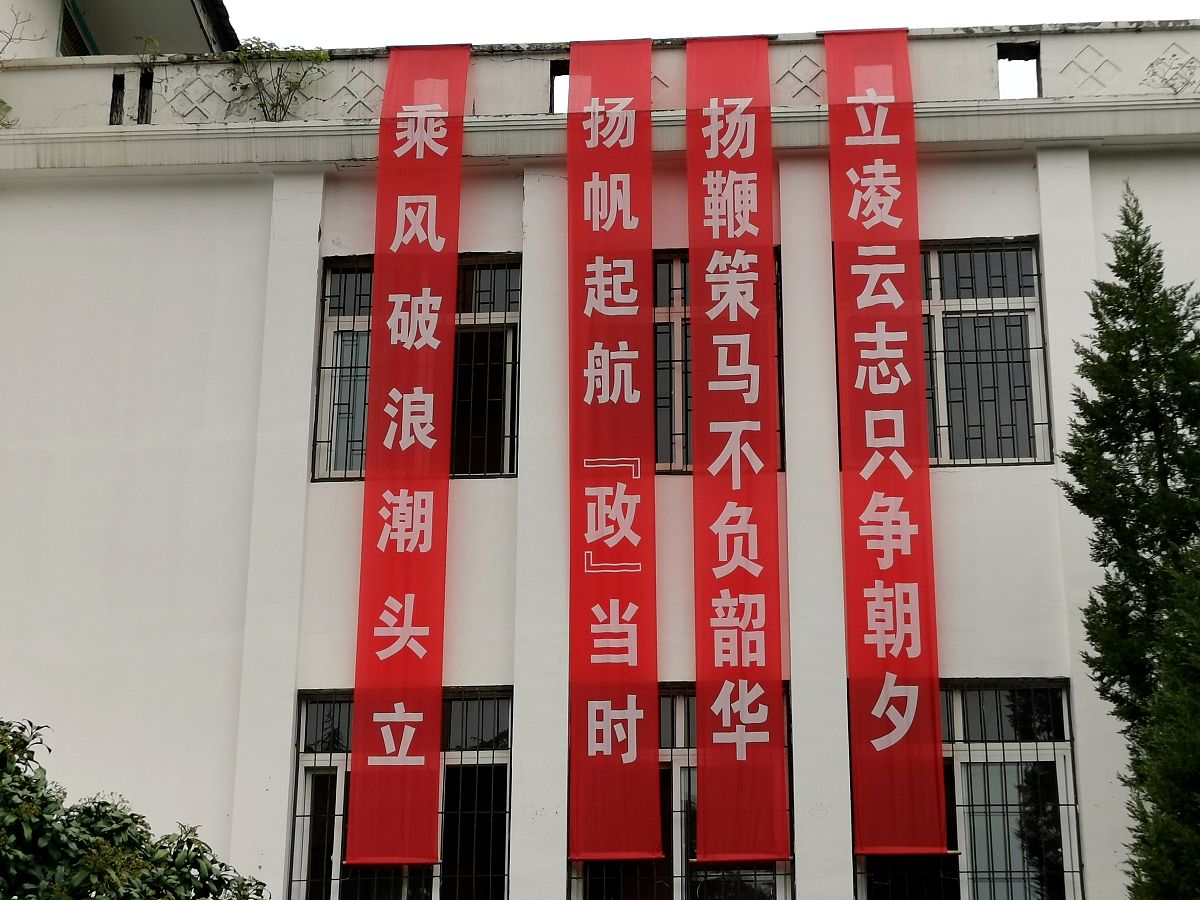 乘风破浪潮头立
扬帆起航『政』当时
扬鞭策马不负韶华
立凌云志只争朝夕